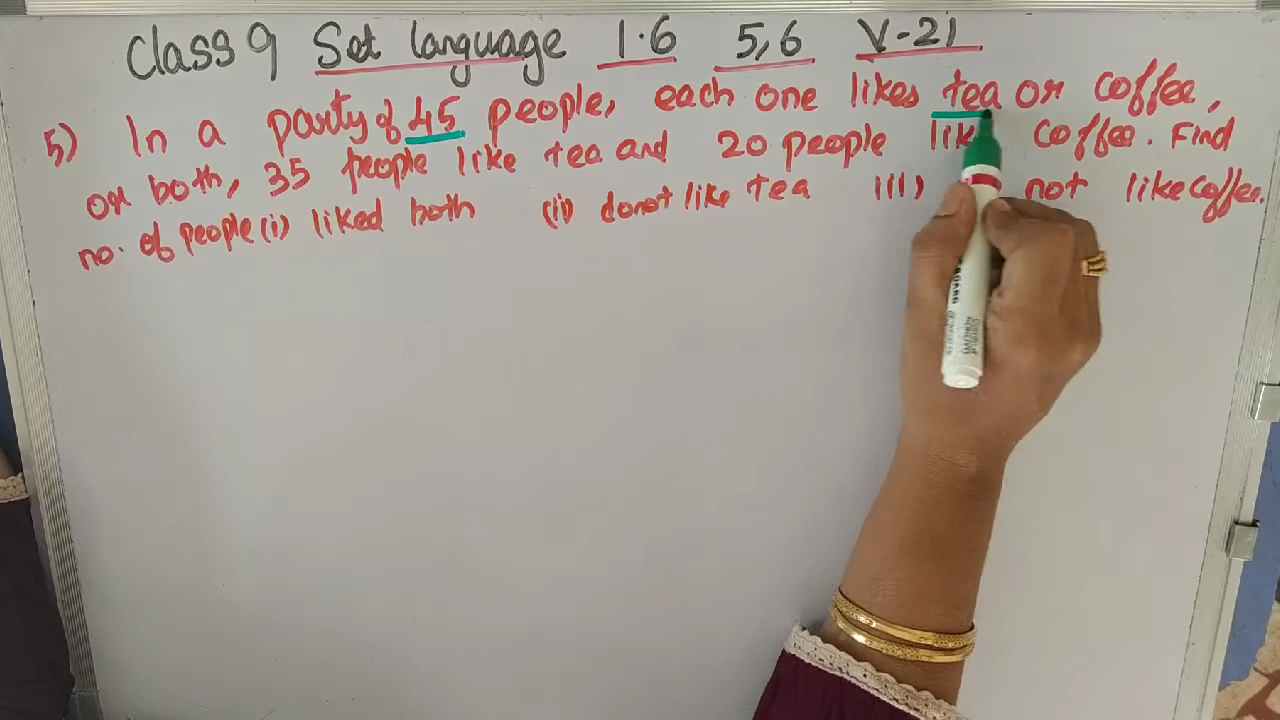 Class 9 Set language 1.6 5,6 V-21
5) In a party of 45 people, each one likes tea or coffee,
or both, 35 people like tea and 20 people like coffee. Find
no. of people (i) liked both (ii) donot like tea iii) not like coffee.